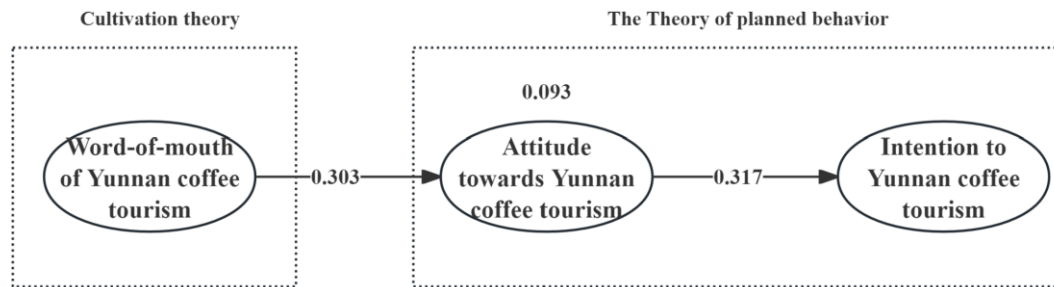 Cultivation theory
The Theory of planned behavior
0.093
Word-of-mouth
of Yunnan coffee
tourism
0.303
Attitude
towards Yunnan
coffee tourism
0.317
Intention to
Yunnan coffee
tourism